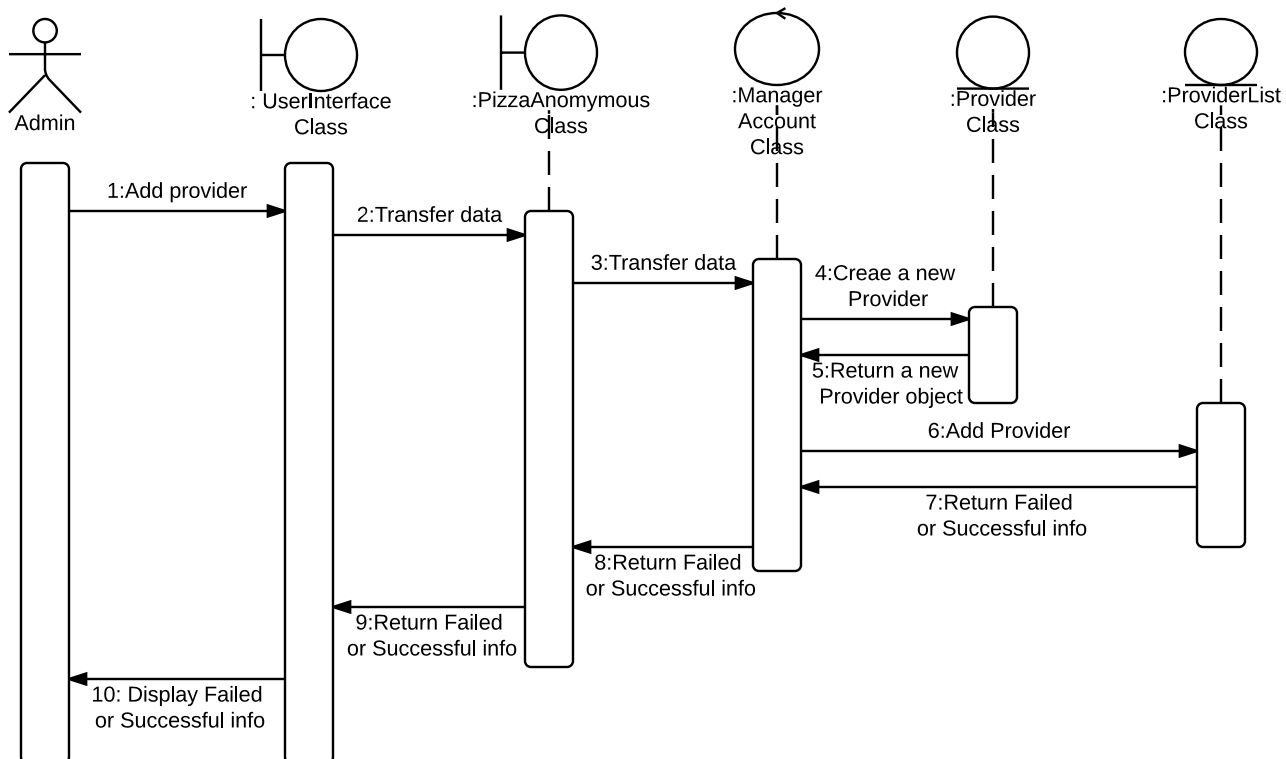 Admin
: UserInterface
Class
:PizzaAnomymous
Class
:Manager
Account
Class
:Provider
Class
:ProviderList
Class
1:Add provider
2:Transfer data
3:Transfer data
4:Creae a new
Provider
5:Return a new
Provider object
6:Add Provider
7:Return Failed
or Successful info
8:Return Failed
or Successful info
9:Return Failed
or Successful info
10: Display Failed
or Successful info